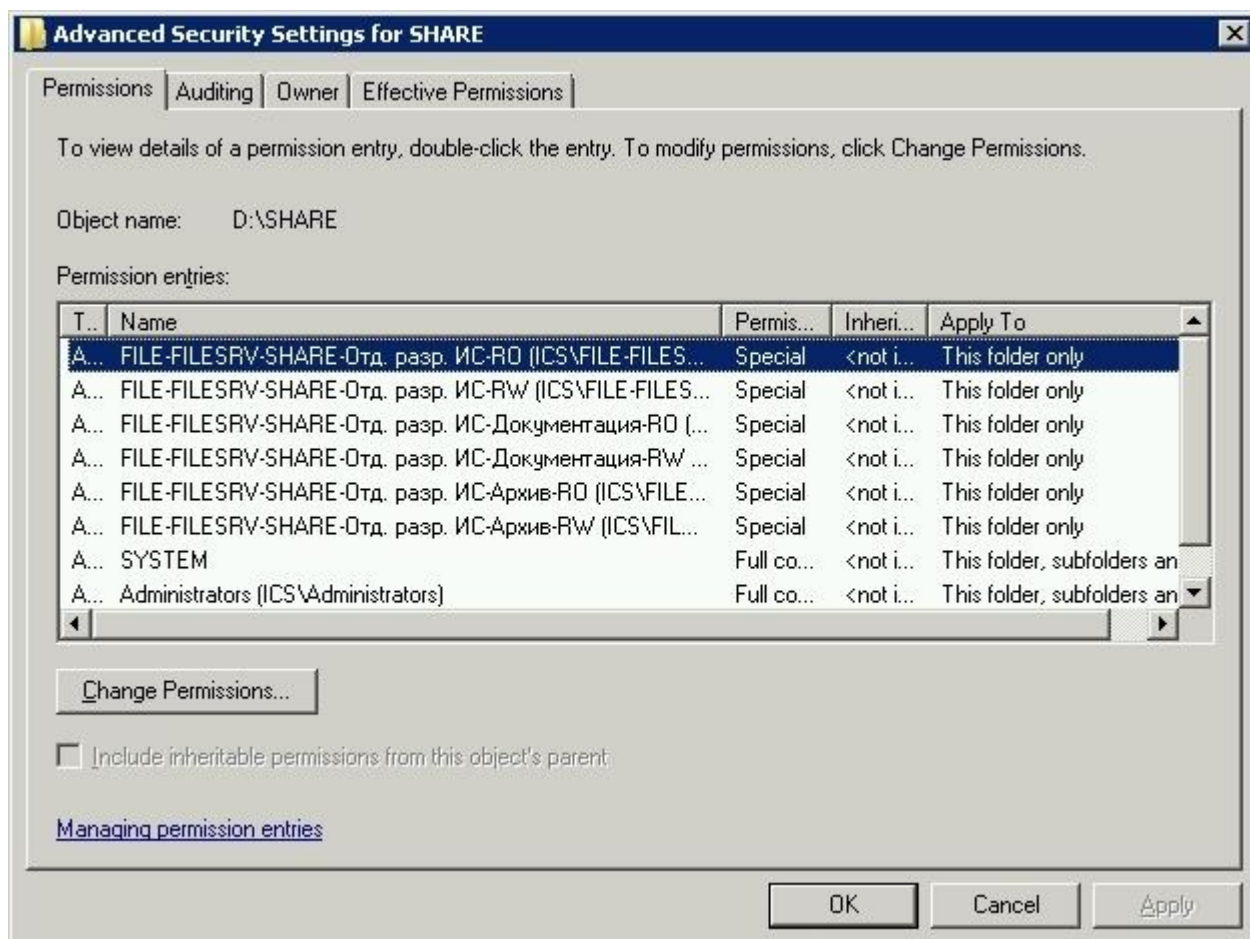 Advanced Security Settings for SHARE
Permissions Auditing Owner Effective Permissions
To view details of a permission entry, double-click the entry. To modify permissions, click Change Permissions.
Object name: D:\SHARE
Permission entries:
T.. Name Permis... Inheri... Apply To
A... FILE-FILESRV-SHARE-Отд. разр. ИС-RO (ICS\FILE-FILES... Special <not i... This folder only
A... FILE-FILESRV-SHARE-Отд. разр. ИС-RW (ICS\FILE-FILES... Special <not i... This folder only
A... FILE-FILESRV-SHARE-Отд. разр. ИС-Документация-RO (... Special <not i... This folder only
A... FILE-FILESRV-SHARE-Отд. разр. ИС-Документация-RW ... Special <not i... This folder only
A... FILE-FILESRV-SHARE-Отд. разр. ИС-Архив-RO (ICS\FILE... Special <not i... This folder only
A... FILE-FILESRV-SHARE-Отд. разр. ИС-Архив-RW (ICS\FIL... Special <not i... This folder only
A... SYSTEM Full co... <not i... This folder, subfolders an
A... Administrators (ICS\Administrators) Full co... <not i... This folder, subfolders an
Change Permissions...
Include inheritable permissions from this object's parent
Managing permission entries
OK Cancel Apply